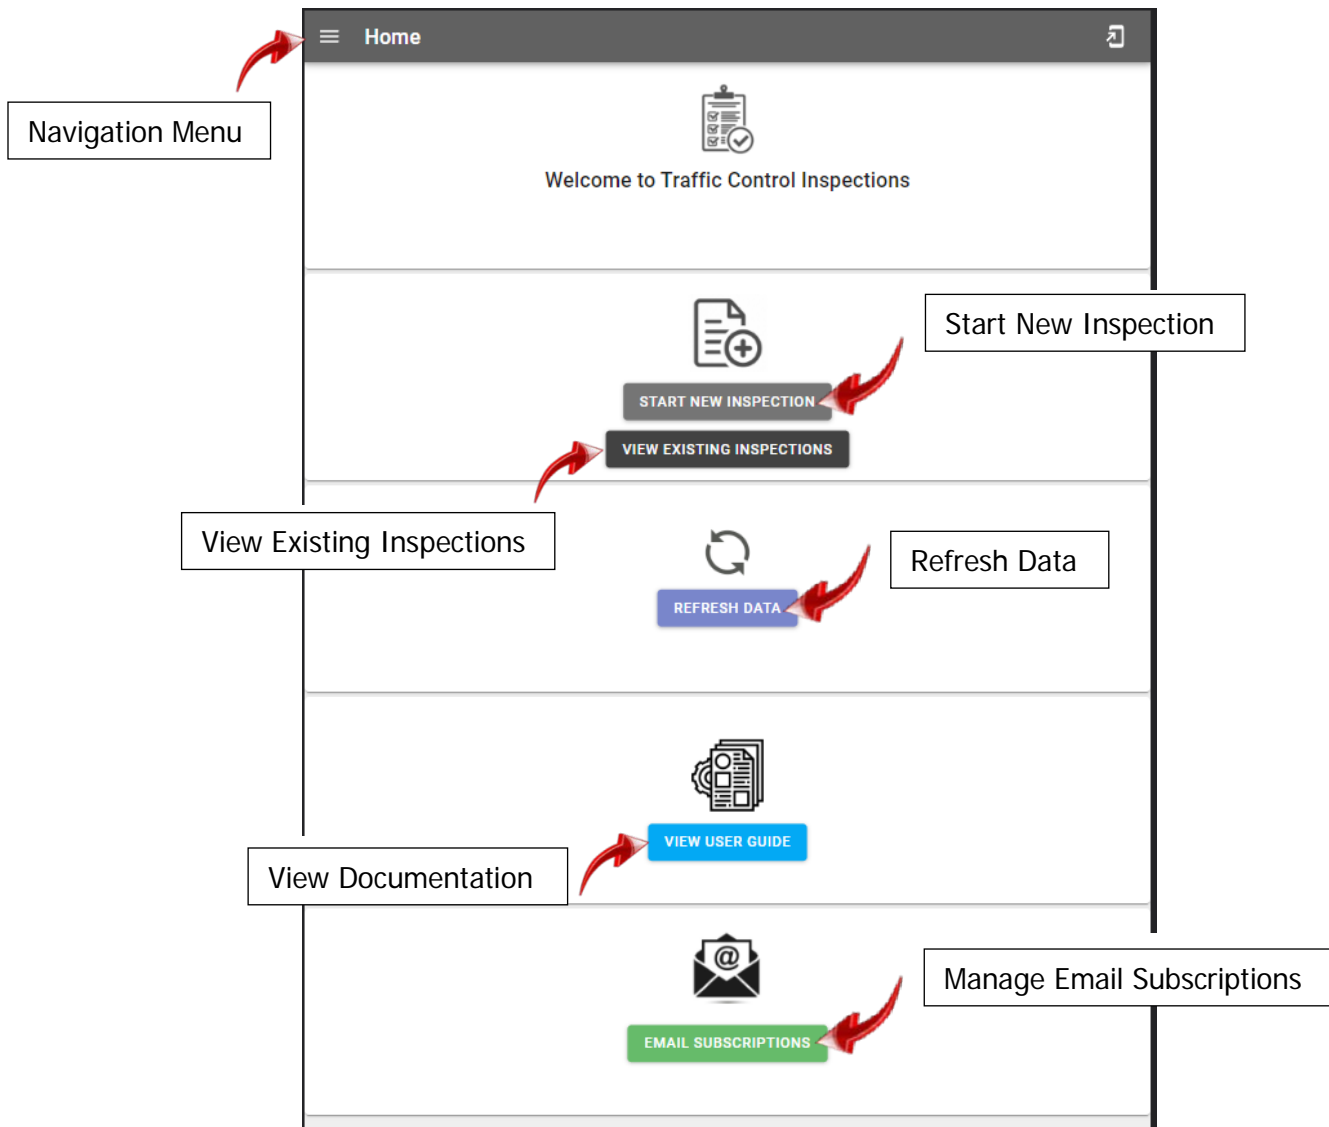 Home
Navigation Menu
Welcome to Traffic Control Inspections
Start New Inspection
START NEW INSPECTION
VIEW EXISTING INSPECTIONS
View Existing Inspections
Refresh Data
REFRESH DATA
VIEW USER GUIDE
View Documentation
@
Manage Email Subscriptions
EMAIL SUBSCRIPTIONS